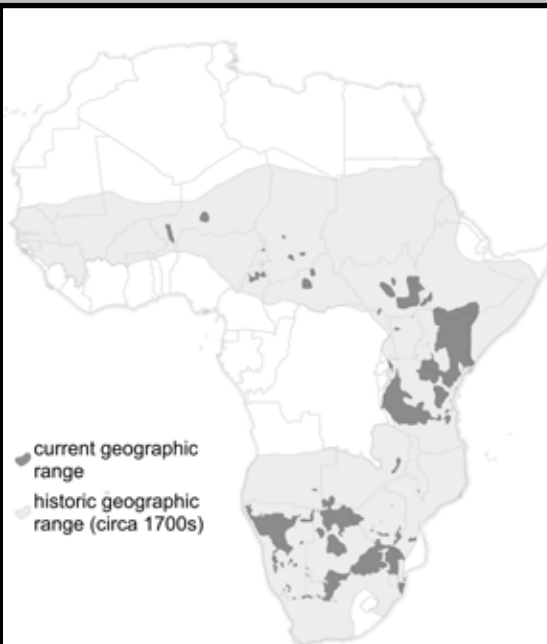 current geographic
range
historic geographic
range (circa 1700s)